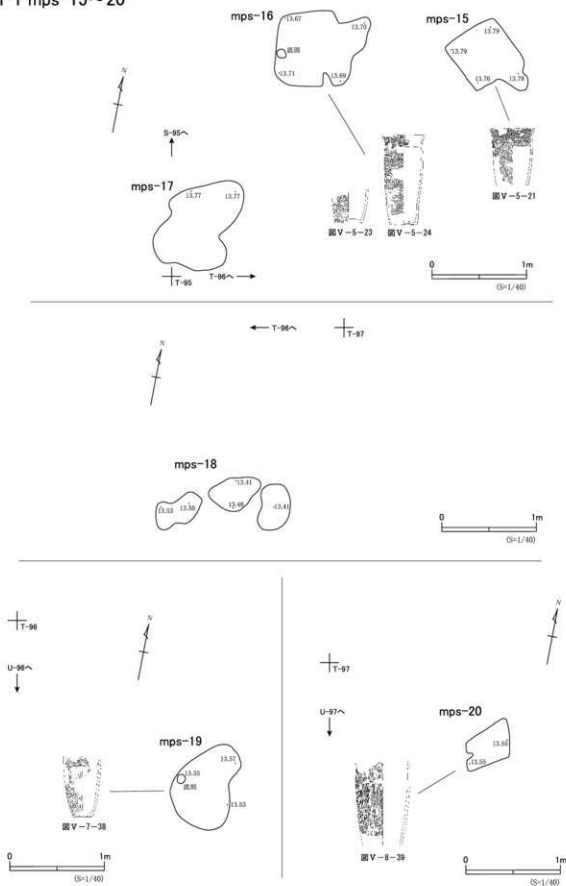 mps-15～20
mps-16
13.67
13.70
底部
13.71
13.69
mps-15
13.79
13.79
13.76
13.78
N
S-95へ
mps-17
13.77
13.77
T-95
T-96へ
図Ⅴ-5-23
図Ⅴ-5-24
図Ⅴ-5-21
0
1m
(S=1/40)
T-96へ
T-97
N
mps-18
13.53
13.50
13.41
13.48
13.41
0
1m
(S=1/40)
T-96
U-96へ
N
mps-19
13.57
13.55
底部
13.53
図Ⅴ-7-38
0
1m
(S=1/40)
T-97
U-97へ
N
mps-20
13.55
13.55
図Ⅴ-8-39
0
1m
(S=1/40)